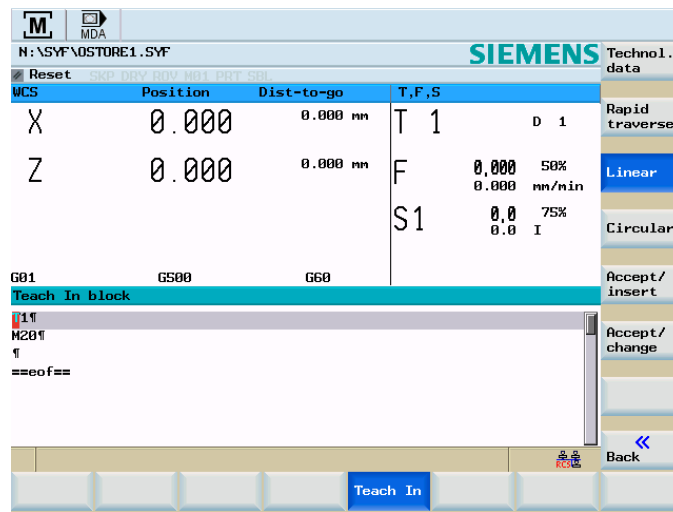 M
MDA
N:\SYF\OSTORE1.SYF
SIEMENS
Reset SKP DRY ROV M01 PRT SBL
WCS Position Dist-to-go T,F,S
X 0.000 0.000 mm T 1 D 1
Z 0.000 0.000 mm F 0,000 50%
0.000 mm/min
S1 0,0 75%
0.0 I
G01 G500 G60
Teach In block
T1¶
M20¶
¶
==eof==
RCS
Technol.
data
Rapid
traverse
Linear
Circular
Accept/
insert
Accept/
change
«
Back
Teach In